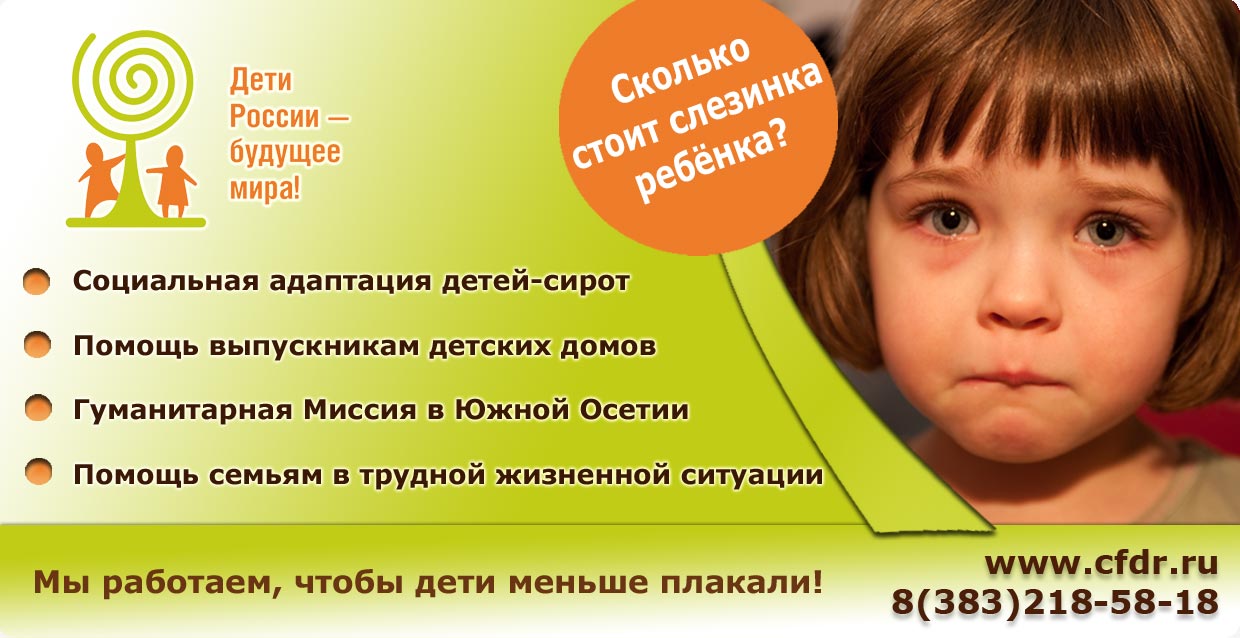 Дети
России —
будущее
мира!
Сколько
стоит слезинка
ребёнка?
Социальная адаптация детей-сирот
Помощь выпускникам детских домов
Гуманитарная Миссия в Южной Осетии
Помощь семьям в трудной жизненной ситуации
Мы работаем, чтобы дети меньше плакали!
www.cfdr.ru
8(383)218-58-18